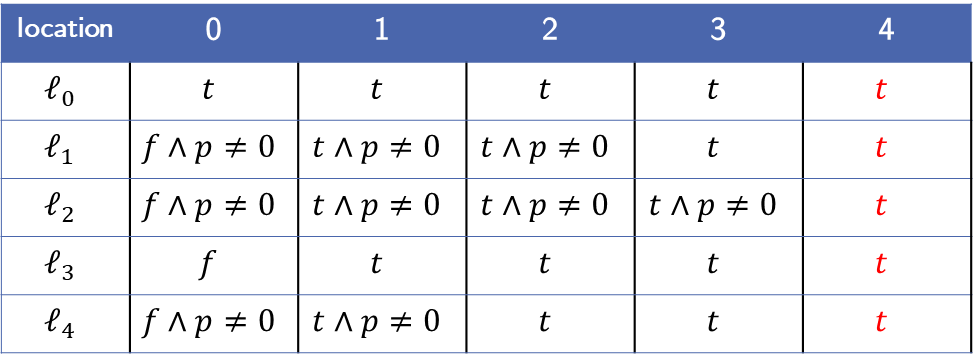 location 0 1 2 3 4
ℓ₀ t t t t t
ℓ₁ f ∧ p ≠ 0 t ∧ p ≠ 0 t ∧ p ≠ 0 t t
ℓ₂ f ∧ p ≠ 0 t ∧ p ≠ 0 t ∧ p ≠ 0 t ∧ p ≠ 0 t
ℓ₃ f t t t t
ℓ₄ f ∧ p ≠ 0 t ∧ p ≠ 0 t t t